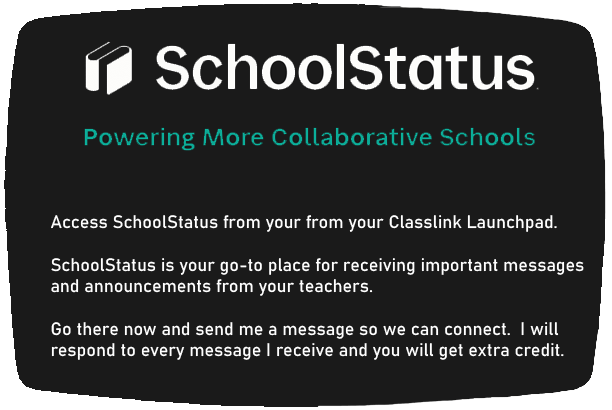 SchoolStatus
Powering More Collaborative Schools
Access SchoolStatus from your from your Classlink Launchpad.
SchoolStatus is your go-to place for receiving important messages
and announcements from your teachers.
Go there now and send me a message so we can connect.  I will
respond to every message I receive and you will get extra credit.